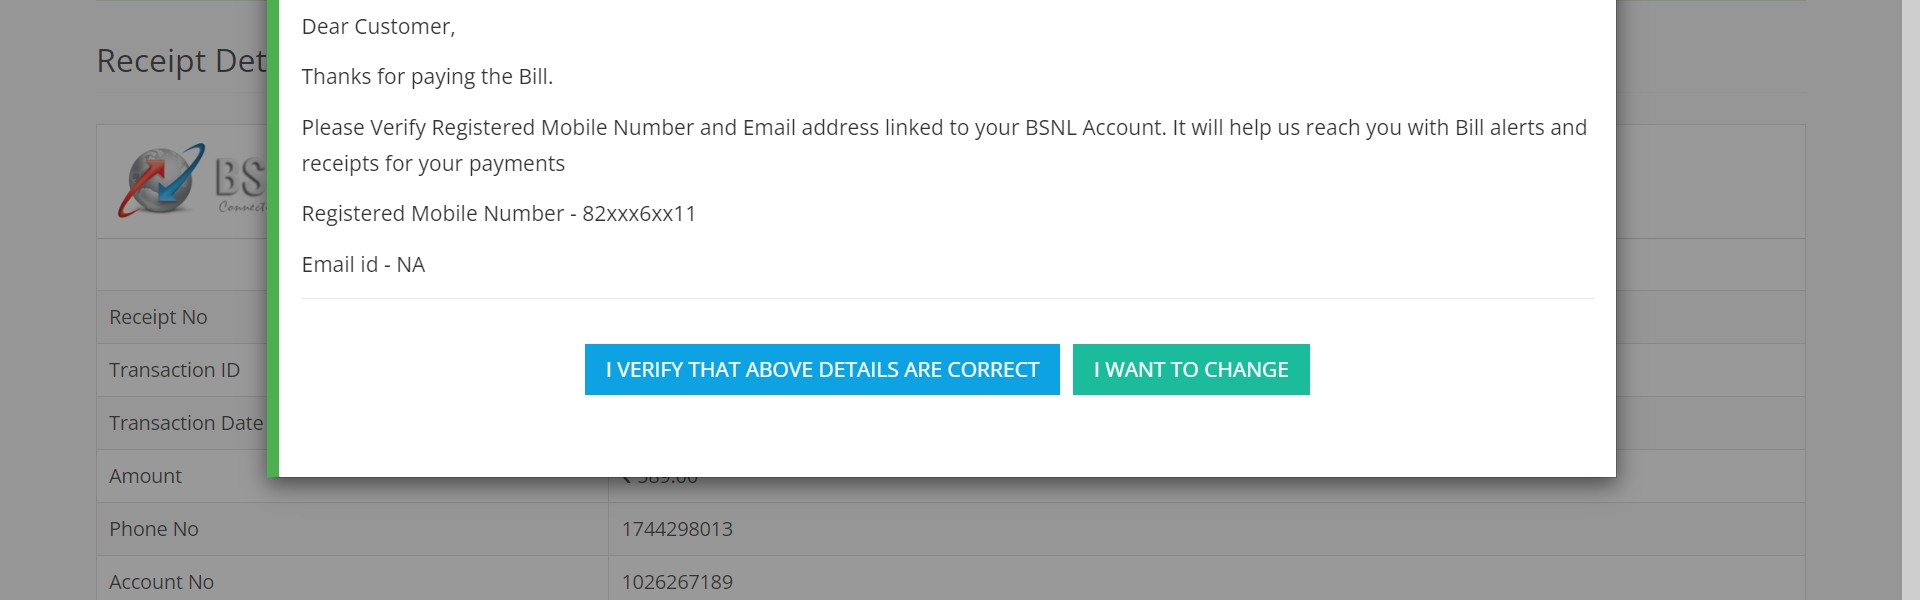 Dear Customer,
Receipt Det
Thanks for paying the Bill.
Please Verify Registered Mobile Number and Email address linked to your BSNL Account. It will help us reach you with Bill alerts and
receipts for your payments
BS
Connect
Registered Mobile Number - 82xxx6xx11
Email id - NA
Receipt No
I VERIFY THAT ABOVE DETAILS ARE CORRECT I WANT TO CHANGE
Transaction ID
Transaction Date
Amount
Phone No 1744298013
Account No 1026267189